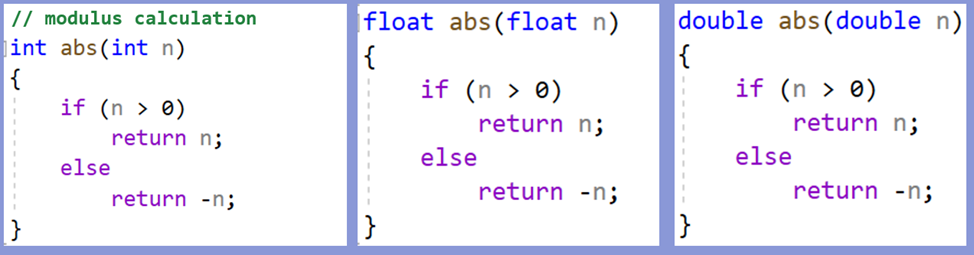 // modulus calculation
int abs(int n)
{
    if (n > 0)
        return n;
    else
        return -n;
}
float abs(float n)
{
    if (n > 0)
        return n;
    else
        return -n;
}
double abs(double n)
{
    if (n > 0)
        return n;
    else
        return -n;
}